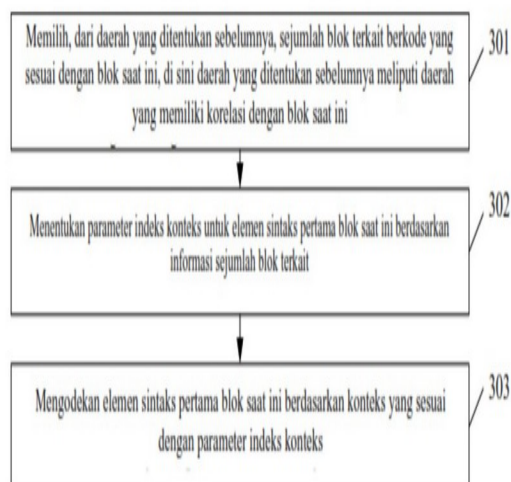 Memilih, dari daerah yang ditentukan sebelumnya, sejumlah blok terkait berkode yang
sesuai dengan blok saat ini, di sini daerah yang ditentukan sebelumnya meliputi daerah
yang memiliki korelasi dengan blok saat ini
301
Menentukan parameter indeks konteks untuk elemen sintaks pertama blok saat ini berdasarkan
informasi sejumlah blok terkait
302
Mengodekan elemen sintaks pertama blok saat ini berdasarkan konteks yang sesuai
dengan parameter indeks konteks
303